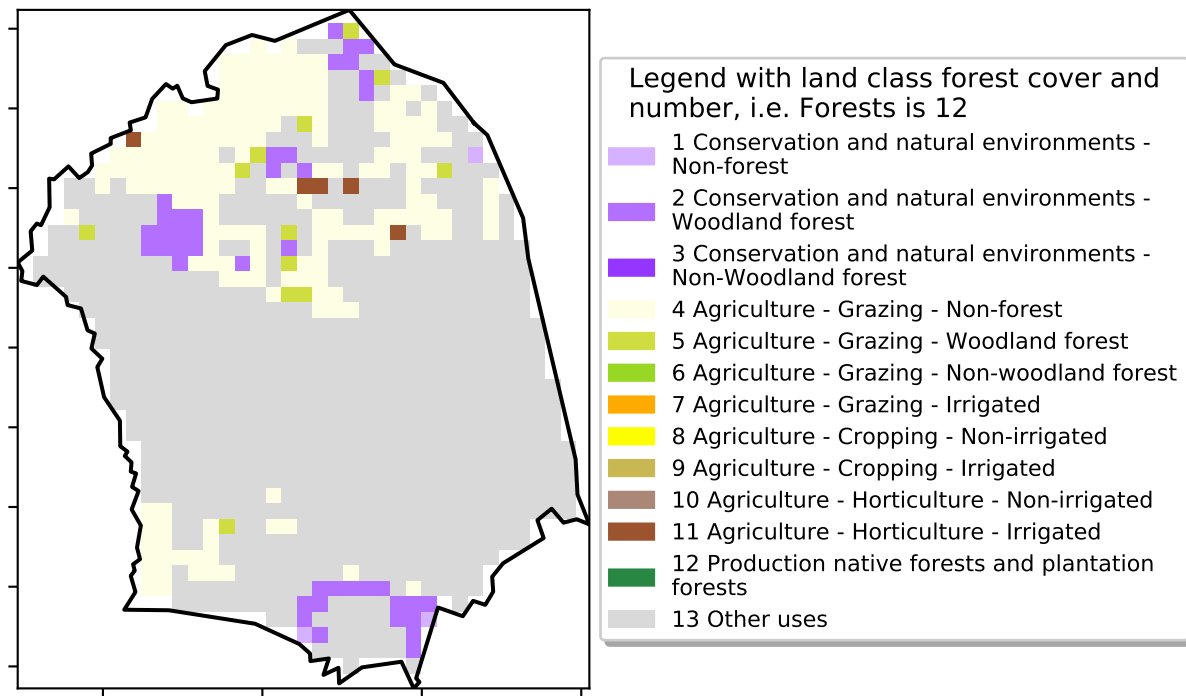 Legend with land class forest cover and
number, i.e. Forests is 12
1 Conservation and natural environments -
Non-forest
2 Conservation and natural environments -
Woodland forest
3 Conservation and natural environments -
Non-Woodland forest
4 Agriculture - Grazing - Non-forest
5 Agriculture - Grazing - Woodland forest
6 Agriculture - Grazing - Non-woodland forest
7 Agriculture - Grazing - Irrigated
8 Agriculture - Cropping - Non-irrigated
9 Agriculture - Cropping - Irrigated
10 Agriculture - Horticulture - Non-irrigated
11 Agriculture - Horticulture - Irrigated
12 Production native forests and plantation
forests
13 Other uses